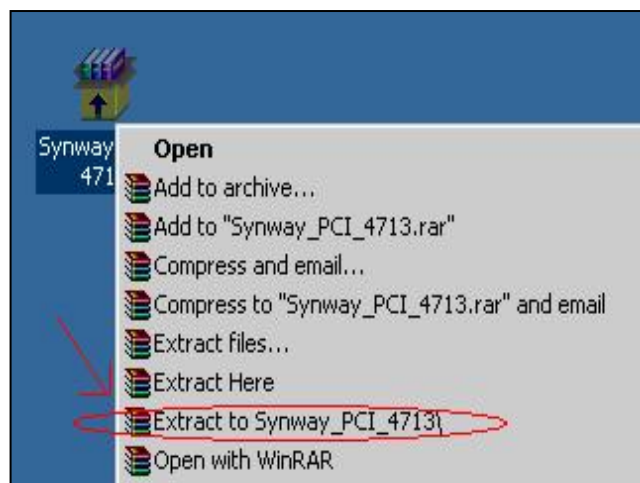 Synway
471
Open
Add to archive...
Add to "Synway_PCI_4713.rar"
Compress and email...
Compress to "Synway_PCI_4713.rar" and email
Extract files...
Extract Here
Extract to Synway_PCI_4713\
Open with WinRAR